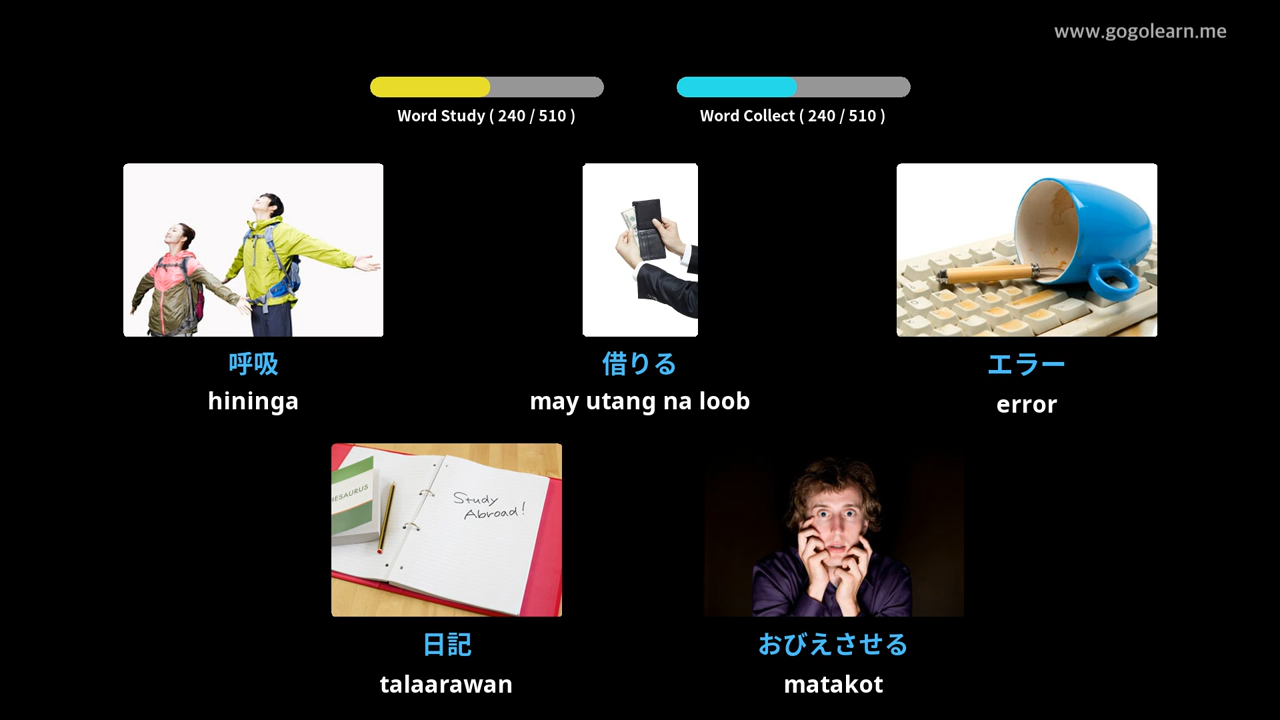 www.gogolearn.me
Word Study ( 240 / 510 )
Word Collect ( 240 / 510 )
呼吸
hininga
借りる
may utang na loob
エラー
error
HESAURUS
Study
Abroad!
日記
talaarawan
おびえさせる
matakot